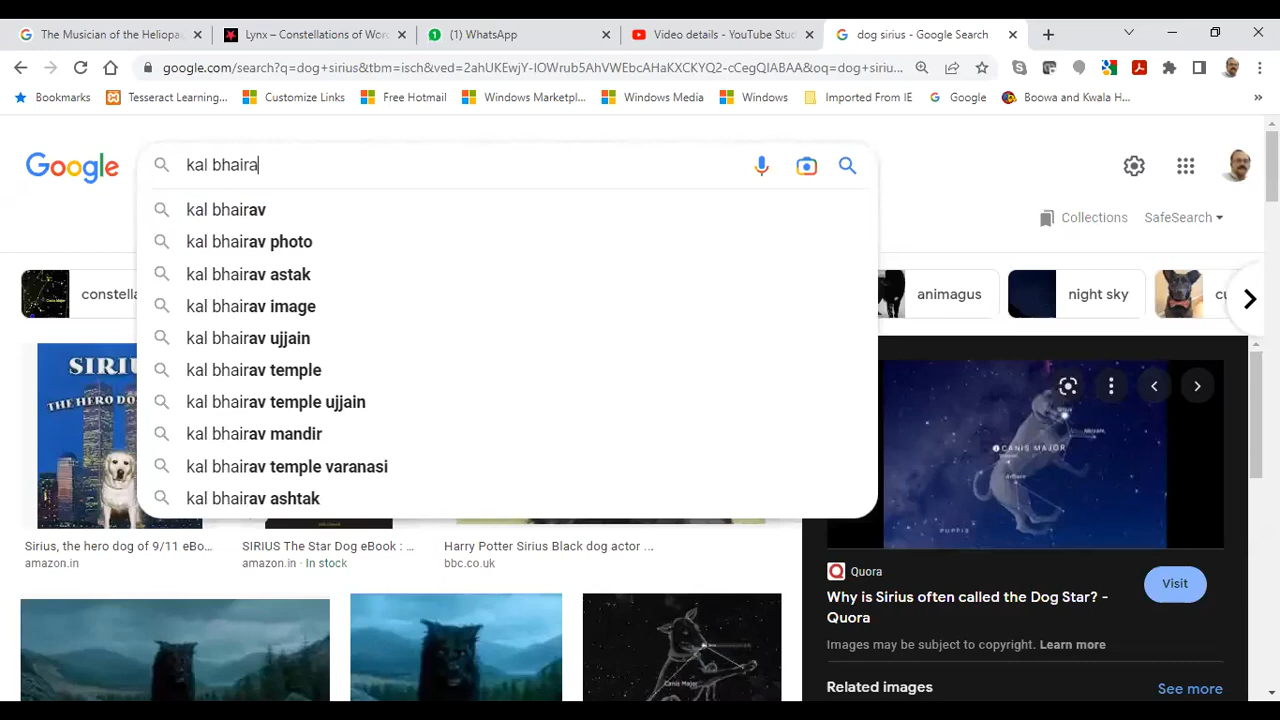 The Musician of the Heliopa
Lynx – Constellations of Wor
(1) WhatsApp
Video details - YouTube Stu
dog sirius - Google Search
google.com/search?q=dog+sirius&tbm=isch&ved=2ahUKEwjY-IOWrub5AhVWEbcAHaKXCKYQ2-cCegQIABAA&oq=dog+siriu...
Bookmarks
Tesseract Learning...
Customize Links
Free Hotmail
Windows Marketpl...
Windows Media
Windows
Imported From IE
Google
Boowa and Kwala H...
»
Google
kal bhaira
kal bhairav
kal bhairav photo
kal bhairav astak
kal bhairav image
kal bhairav ujjain
kal bhairav temple
kal bhairav temple ujjain
kal bhairav mandir
kal bhairav temple varanasi
kal bhairav ashtak
Collections
SafeSearch
constella
animagus
night sky
cu
SIRIU
THE HERO DO
Sirius, the hero dog of 9/11 eBo...
amazon.in
SIRIUS The Star Dog eBook : ...
amazon.in · In stock
Harry Potter Sirius Black dog actor ...
bbc.co.uk
Canis Major
CANIS MAJOR
PUPPIS
Quora
Visit
Why is Sirius often called the Dog Star? -
Quora
Images may be subject to copyright. Learn more
Related images
See more